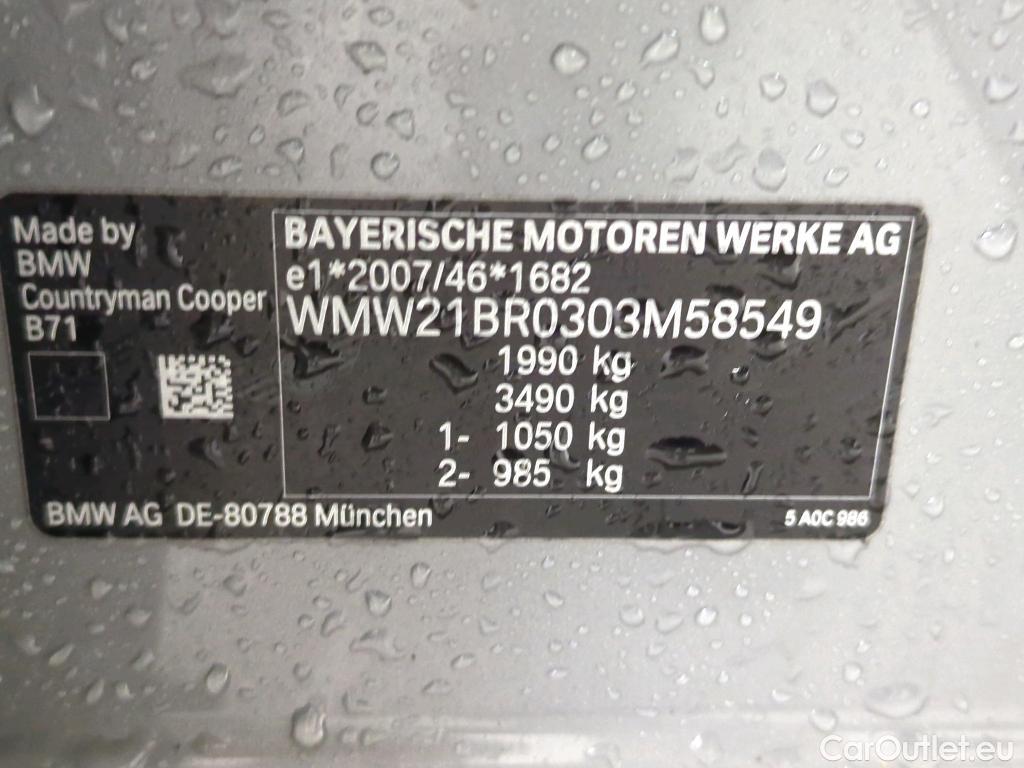 Made by
BMW
Countryman Cooper
B71
BAYERISCHE MOTOREN WERKE AG
e1*2007/46*1682
WMW21BR0303M58549
1990 kg
3490 kg
1- 1050 kg
2- 985 kg
BMW AG DE-80788 München
5 A0C 986
CarOutlet.eu